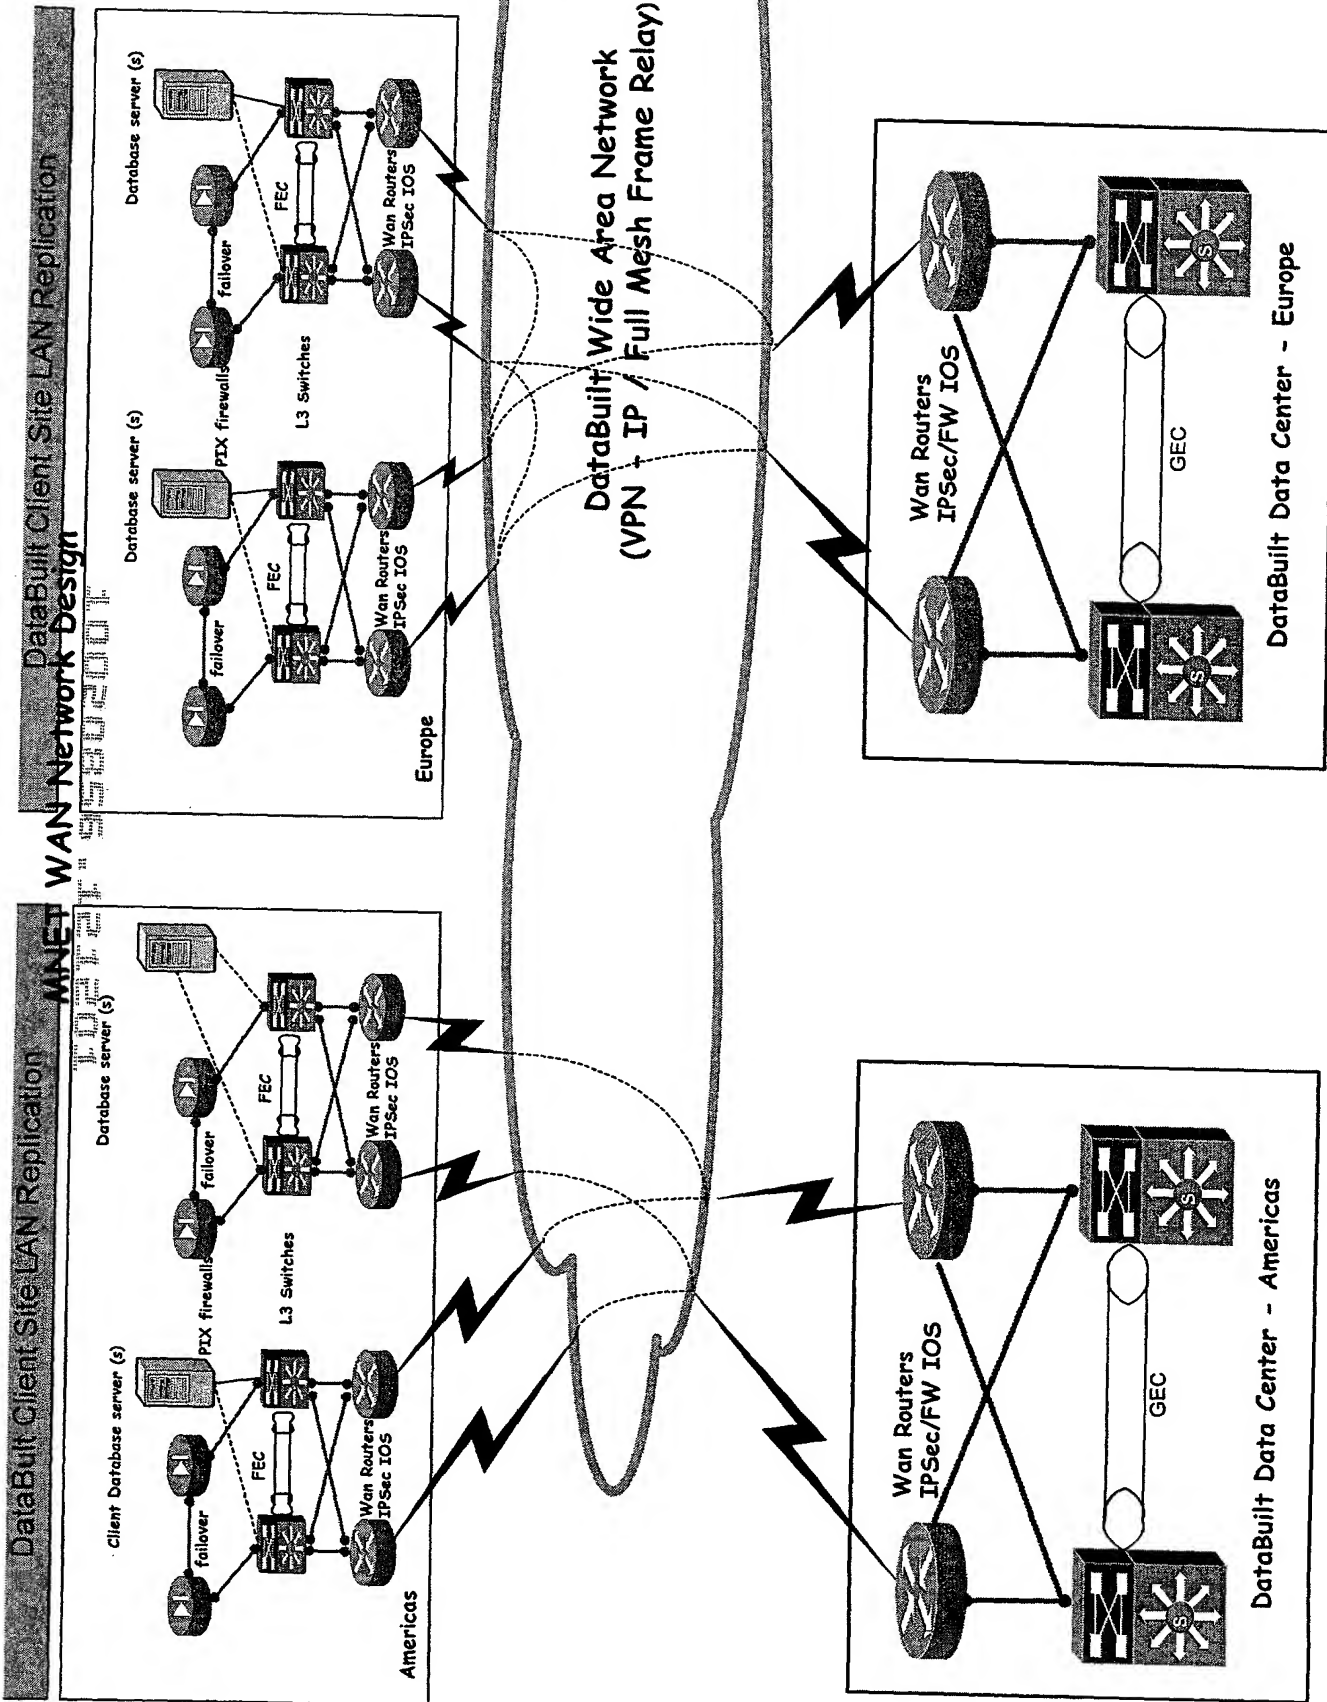 DataBuilt Client Site LAN Replication
DataBuilt Client Site LAN Replication
MNET WAN Network Design
Client Database server (s)
Database server (s)
Database server (s)
Database server (s)
failover
failover
failover
failover
PIX firewalls
PIX firewalls
FEC
FEC
FEC
FEC
L3 Switches
L3 Switches
Wan Routers
IPSec IOS
Wan Routers
IPSec IOS
Wan Routers
IPSec IOS
Wan Routers
IPSec IOS
Americas
Europe
DataBuilt Wide Area Network
(VPN - IP / Full Mesh Frame Relay)
Wan Routers
IPSec/FW IOS
Wan Routers
IPSec/FW IOS
GEC
GEC
S
S
S
S
DataBuilt Data Center - Americas
DataBuilt Data Center - Europe